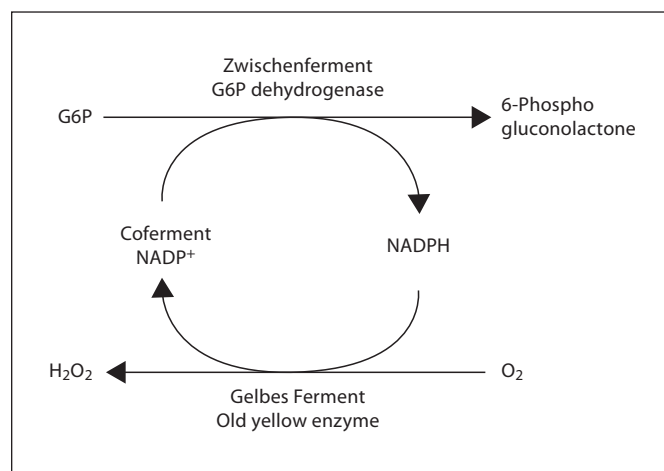 Zwischenferment
G6P dehydrogenase
G6P
6-Phospho
gluconolactone
Coferment
NADP⁺
NADPH
H₂O₂
O₂
Gelbes Ferment
Old yellow enzyme